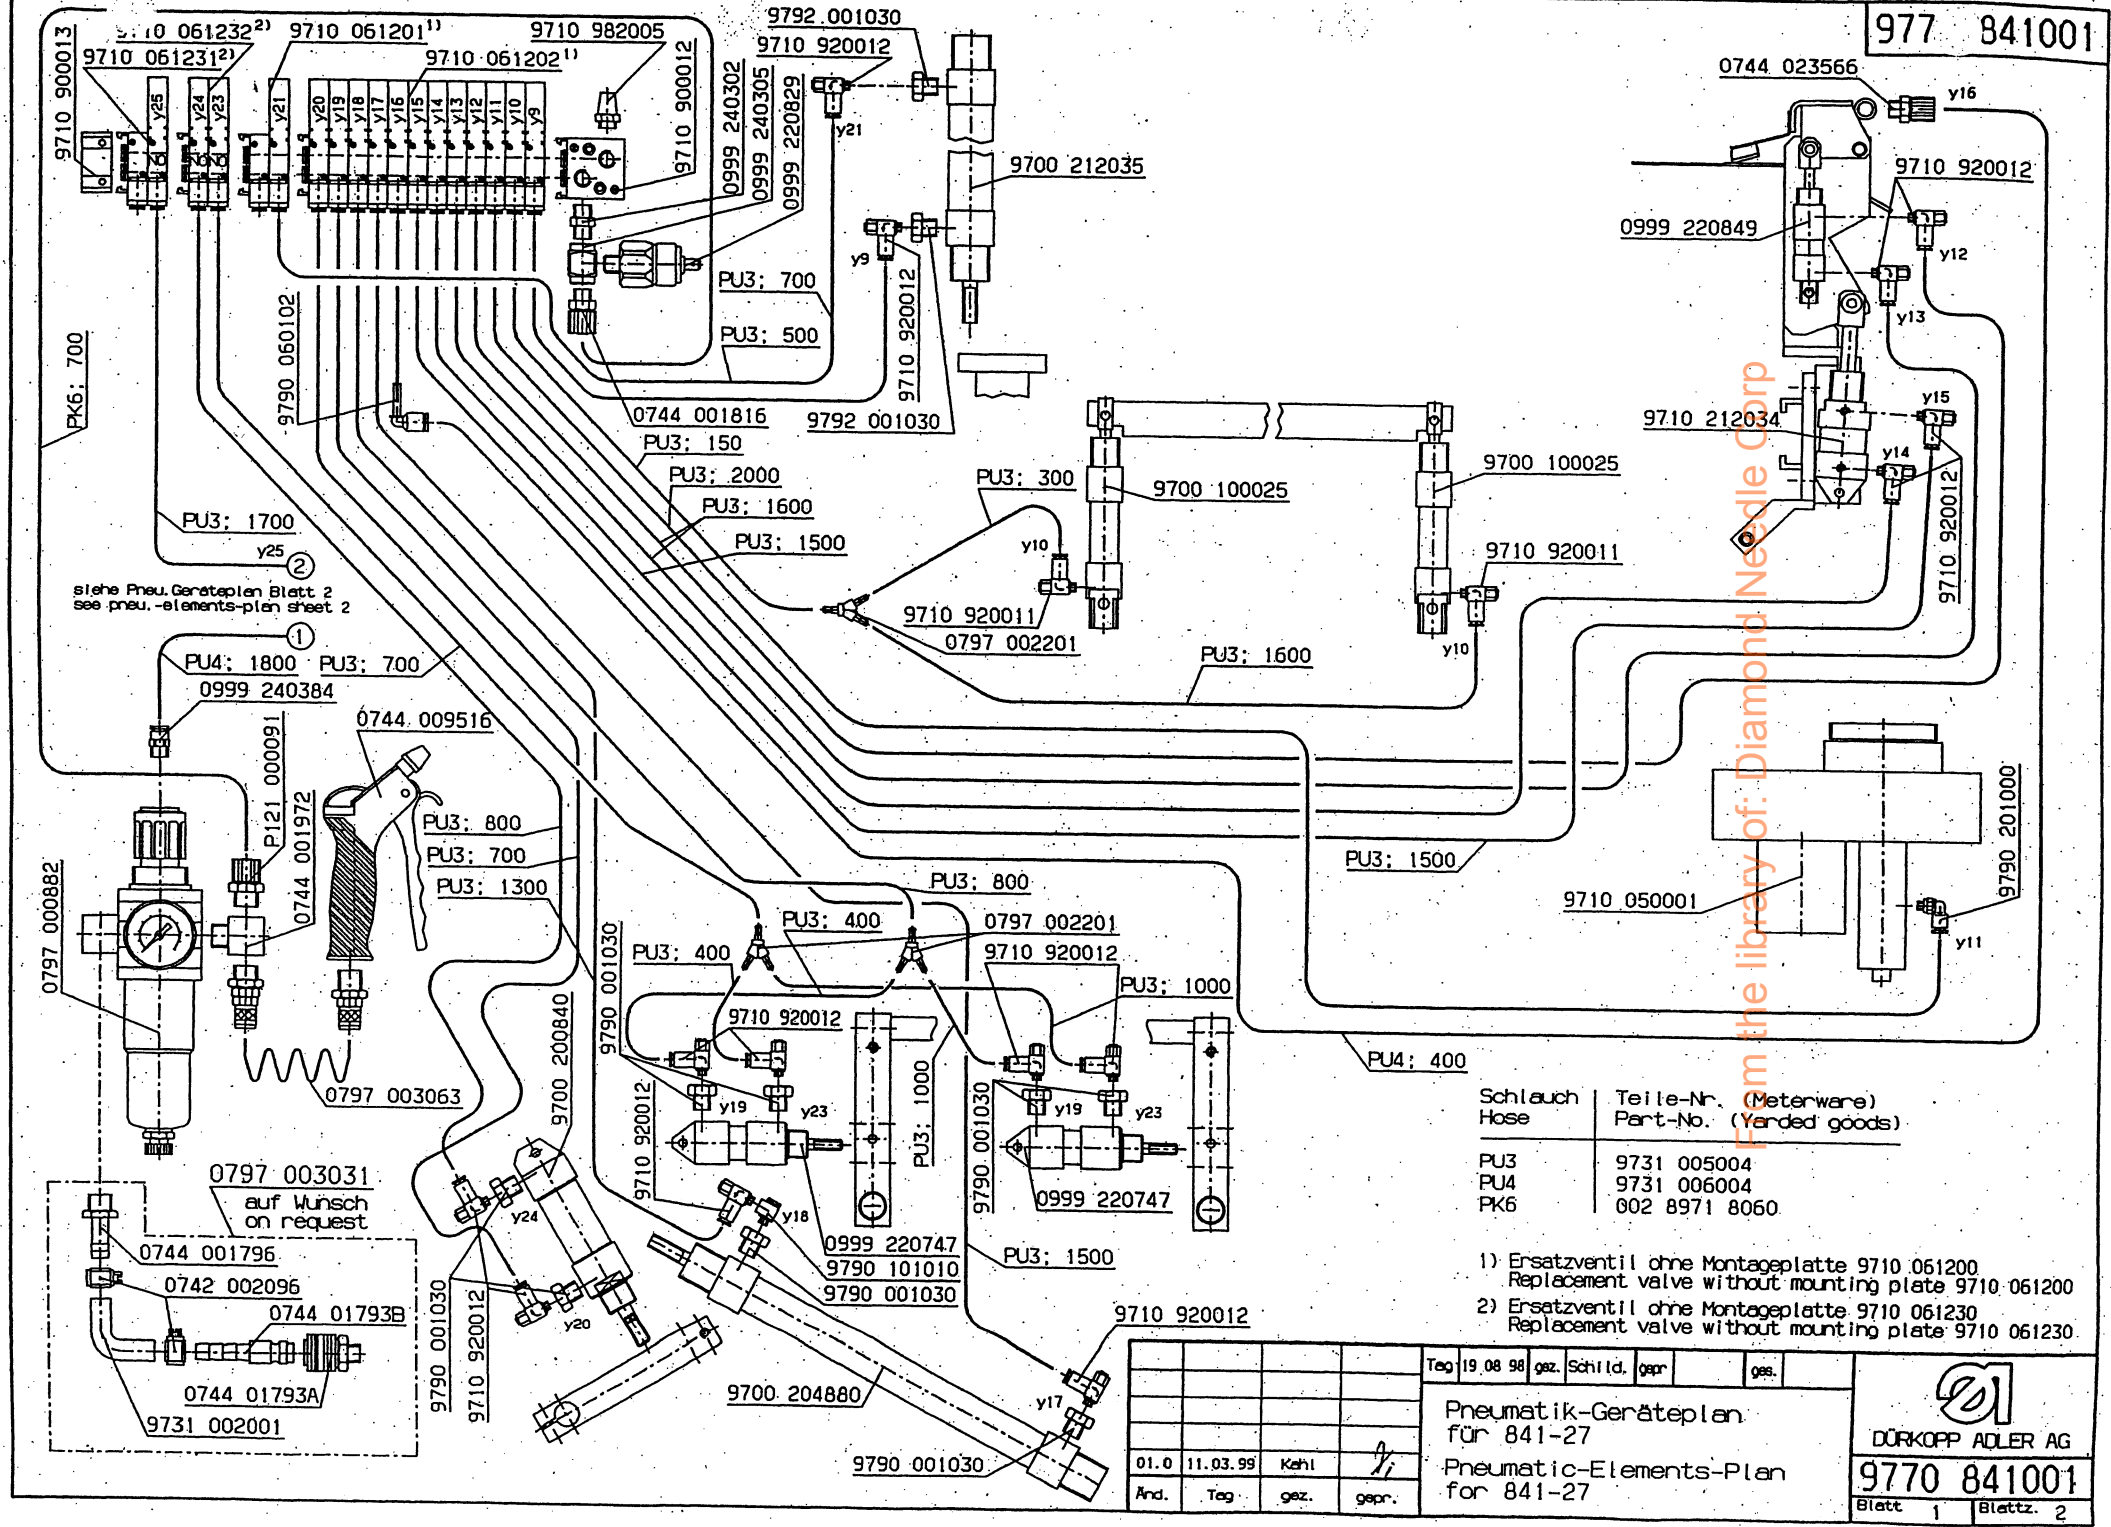 977 841001
9710 900013
9710 061232 2)
9710 061231 2)
9710 061201 1)
9710 061202 1)
9710 982005
9710 900012
0999 240302
0999 240305
0999 220829
9792 001030
9710 920012
y25
y24
y23
y21
y20
y19
y18
y17
y16
y15
y14
y13
y12
y11
y10
y9
y21
y9
9700 212035
9710 920012
9792 001030
PU3; 700
PU3; 500
0744 001816
9790 060102
PK6; 700
0744 023566
y16
9710 920012
0999 220849
y12
y13
y15
9710 212034
y14
9710 920012
PU3; 150
PU3; 2000
PU3; 1600
PU3; 1500
PU3; 300
9700 100025
9700 100025
y10
9710 920011
9710 920011
0797 002201
y10
PU3; 1600
PU3; 1700
y25
2
siehe Pneu.Geräteplan Blatt 2
see pneu.-elements-plan sheet 2
1
PU4; 1800
PU3; 700
0999 240384
P121 000091
0744 001972
0744 009516
0797 000882
PU3; 800
PU3; 700
PU3; 1300
PU3; 1500
9710 050001
9790 201000
y11
PU3; 800
PU3; 400
0797 002201
PU3; 400
9710 920012
PU3; 1000
9790 001030
9710 920012
9700 200840
PU4; 400
0797 003063
y19
y23
y19
y23
9710 920012
PU3; 1000
9790 001030
0999 220747
0797 003031
auf Wunsch
on request
y24
y18
0999 220747
9790 101010
9790 001030
PU3; 1500
0744 001796
0742 002096
0744 01793B
0744 01793A
9731 002001
9790 001030
9710 920012
y20
9700 204880
9710 920012
y17
9790 001030
Schlauch Teile-Nr. (Meterware)
Hose Part-No. (Yarded goods)
PU3 9731 005004
PU4 9731 006004
PK6 002 8971 8060
1) Ersatzventil ohne Montageplatte 9710 061200
Replacement valve without mounting plate 9710 061200
2) Ersatzventil ohne Montageplatte 9710 061230
Replacement valve without mounting plate 9710 061230
Tag 19.08.98 gez. Schild. gepr ges.
Pneumatik-Geräteplan
für 841-27
Pneumatic-Elements-Plan
for 841-27
01.0 11.03.99 Kahl
Änd. Tag gez. gepr.
DÜRKOPP ADLER AG
9770 841001
Blatt 1 Blattz. 2
From the library of: Diamond Needle Corp